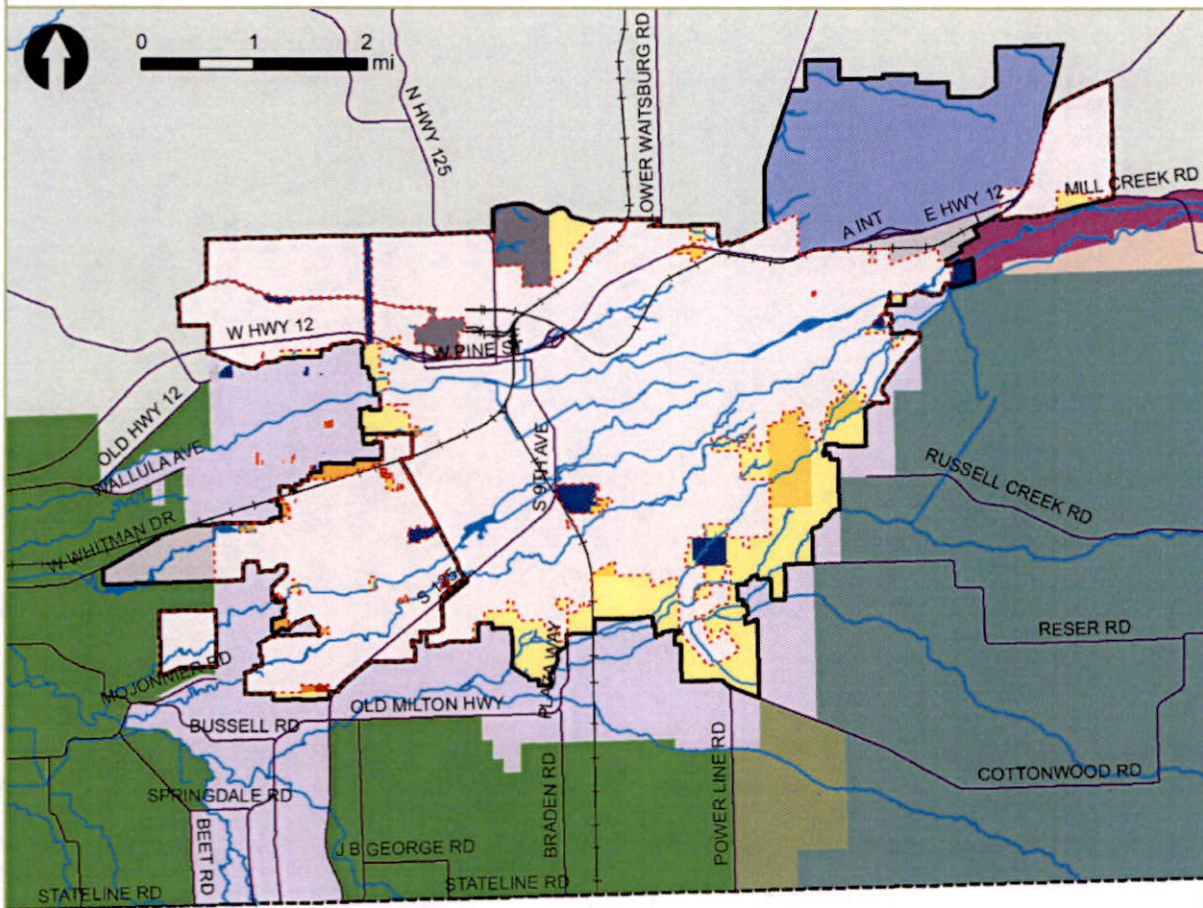 0 1 2
mi
N HWY 125
OWER WAITSBURG RD
MILL CREEK RD
E HWY 12
A INT
W HWY 12
W PINE ST
OLD HWY 12
WALLULA AVE
S 9TH AVE
RUSSELL CREEK RD
W WHITMAN DR
S 125
RESER RD
PLAZA WAY
MOJONNIER RD
OLD MILTON HWY
BUSSELL RD
COTTONWOOD RD
SPRINGDALE RD
BEET RD
BRADEN RD
POWER LINE RD
J B GEORGE RD
STATELINE RD
STATELINE RD